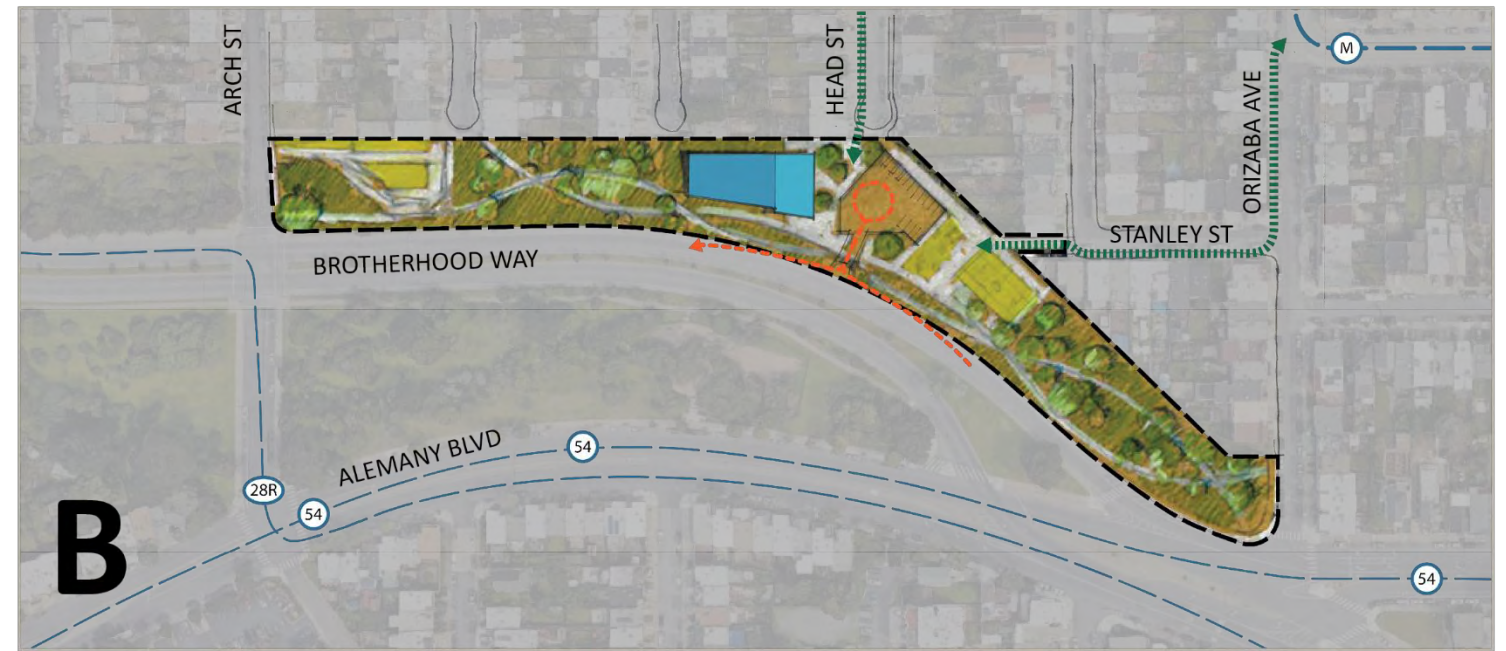 ARCH ST
HEAD ST
ORIZABA AVE
M
STANLEY ST
BROTHERHOOD WAY
ALEMANY BLVD
54
28R
54
54
B